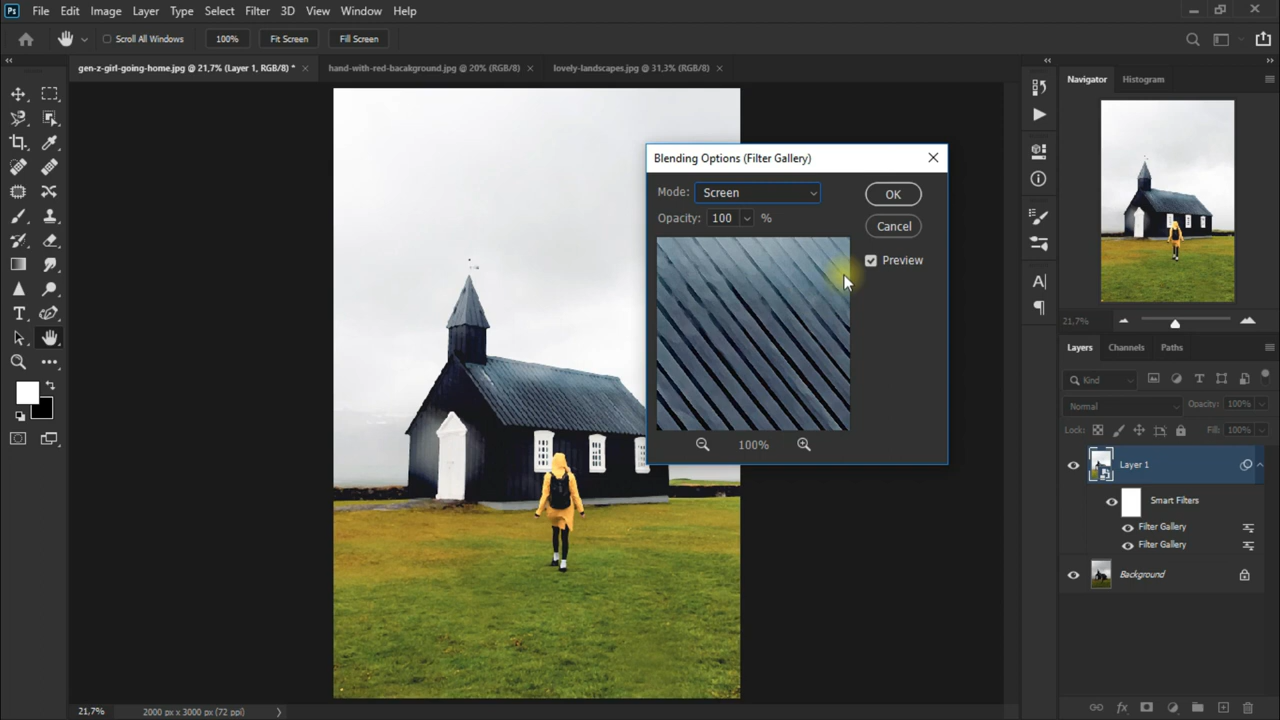 Ps File Edit Image Layer Type Select Filter 3D View Window Help
Scroll All Windows 100% Fit Screen Fill Screen
gen-z-girl-going-home.jpg @ 21,7% (Layer 1, RGB/8) * × hand-with-red-bacakground.jpg @ 20% (RGB/8) × lovely-landscapes.jpg @ 31,3% (RGB/8) ×
Navigator Histogram
Blending Options (Filter Gallery)
Mode: Screen OK
Opacity: 100 %
Cancel
Preview
100%
21,7%
Layers Channels Paths
Kind
Normal Opacity: 100%
Lock: Fill: 100%
Layer 1
Smart Filters
Filter Gallery
Filter Gallery
Background
21,7% 2000 px x 3000 px (72 ppi)